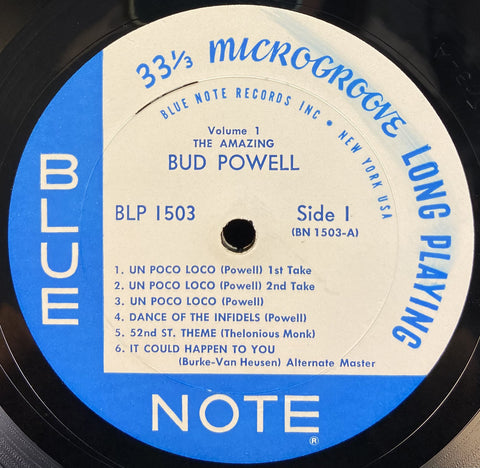 33 1/3 MICROGROOVE LONG PLAYING
BLUE NOTE RECORDS INC • NEW YORK USA
Volume 1
THE AMAZING
BUD POWELL
BLP 1503
Side 1
(BN 1503-A)
1. UN POCO LOCO (Powell) 1st Take
2. UN POCO LOCO (Powell) 2nd Take
3. UN POCO LOCO (Powell)
4. DANCE OF THE INFIDELS (Powell)
5. 52nd ST. THEME (Thelonious Monk)
6. IT COULD HAPPEN TO YOU
(Burke-Van Heusen) Alternate Master
BLUE
NOTE
®